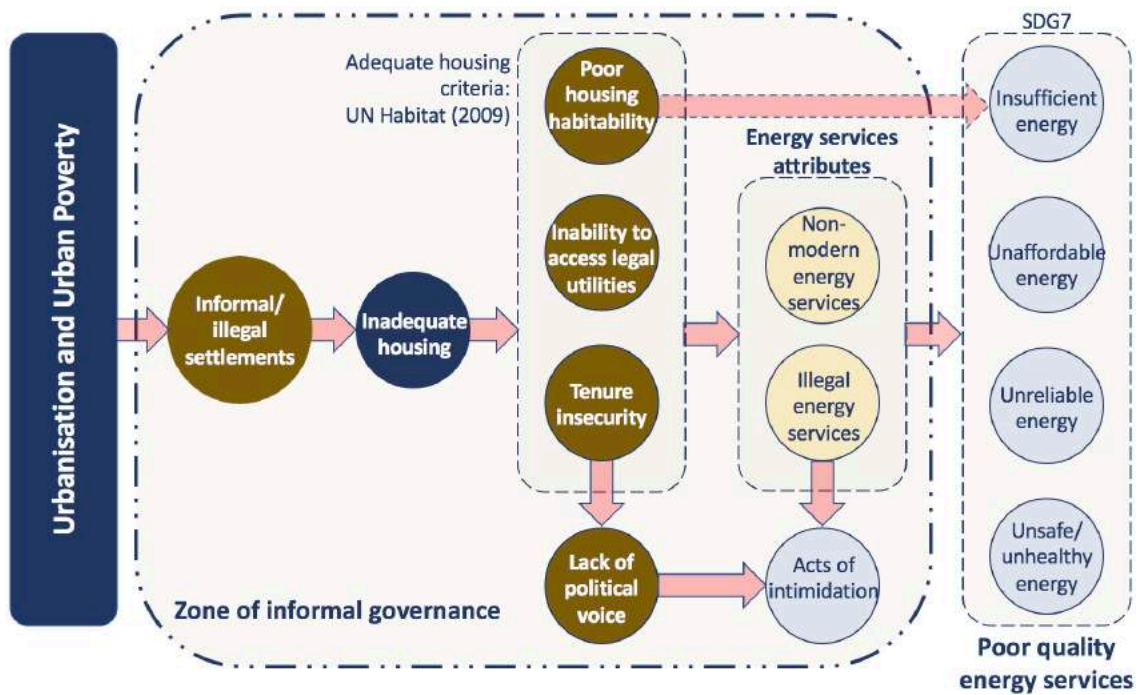 Urbanisation and Urban Poverty
Informal/
illegal
settlements
Inadequate
housing
Adequate housing
criteria:
UN Habitat (2009)
Poor
housing
habitability
Inability to
access legal
utilities
Tenure
insecurity
Lack of
political
voice
Zone of informal governance
Energy services
attributes
Non-
modern
energy
services
Illegal
energy
services
Acts of
intimidation
SDG7
Insufficient
energy
Unaffordable
energy
Unreliable
energy
Unsafe/
unhealthy
energy
Poor quality
energy services